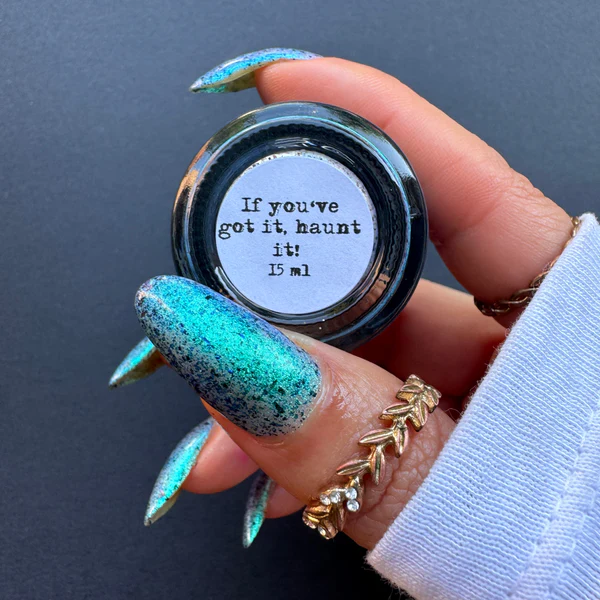 If you've
got it, haunt
it!
15 ml